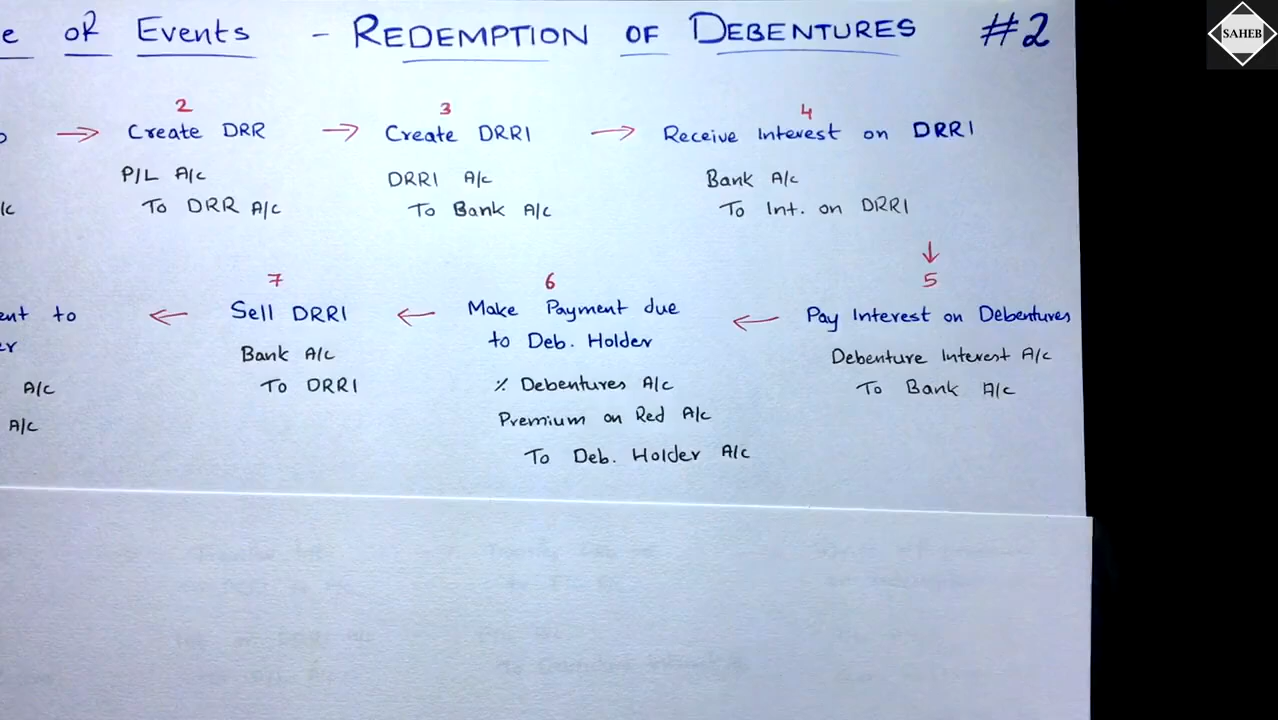 e of Events - REDEMPTION OF DEBENTURES #2
SAHEB
2
Create DRR
P/L A/c
To DRR A/c
3
Create DRRI
DRRI A/c
To Bank A/c
4
Receive Interest on DRRI
Bank A/c
To Int. on DRRI
5
Pay Interest on Debentures
Debenture Interest A/c
To Bank A/c
6
Make Payment due
to Deb. Holder
% Debentures A/c
Premium on Red A/c
To Deb. Holder A/c
7
Sell DRRI
Bank A/c
To DRRI
ent to
er
A/c
A/c